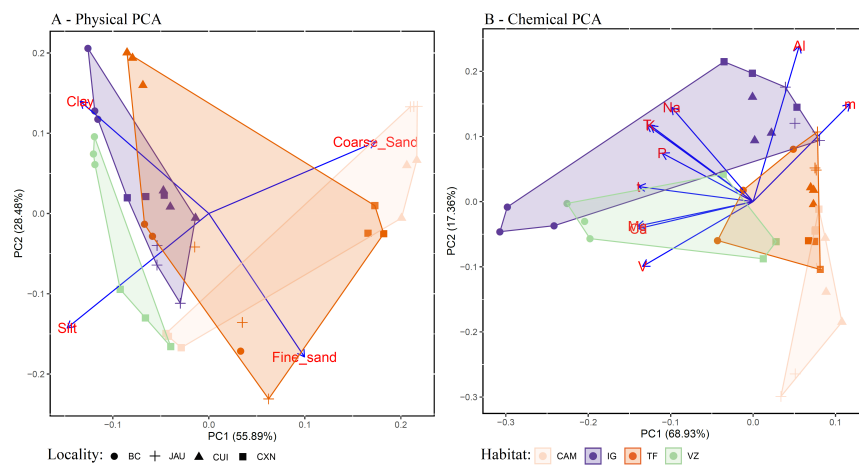 A - Physical PCA
B - Chemical PCA
0.2
0.1
0.0
−0.1
−0.2
PC2 (28.48%)
Clay
Coarse_Sand
Silt
Fine_sand
−0.1
0.0
0.1
0.2
PC1 (55.89%)
0.2
0.1
0.0
−0.1
−0.2
−0.3
PC2 (17.36%)
Al
m
Na
P
V
−0.3
−0.2
−0.1
0.0
0.1
PC1 (68.93%)
Locality: BC JAU CUI CXN
Habitat: CAM IG TF VZ